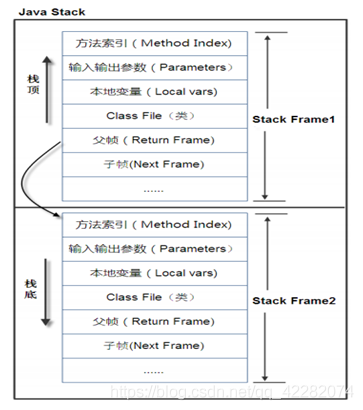 Java Stack
方法索引 ( Method Index)
输入输出参数 ( Parameters)
本地变量 ( Local vars)
Class File (类)
父帧 ( Return Frame)
子帧(Next Frame)
......
栈顶
Stack Frame1
方法索引 ( Method Index)
输入输出参数 ( Parameters)
本地变量 ( Local vars)
Class File (类)
父帧 ( Return Frame)
子帧(Next Frame)
......
栈底
Stack Frame2
https://blog.csdn.net/qq_42282074